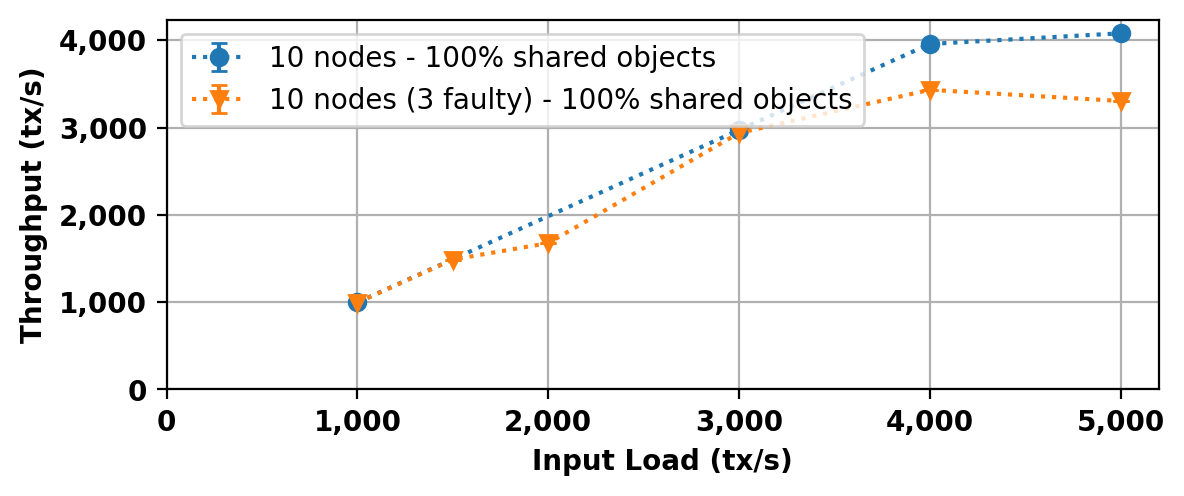 4,000
3,000
2,000
1,000
0
Throughput (tx/s)
10 nodes - 100% shared objects
10 nodes (3 faulty) - 100% shared objects
0 1,000 2,000 3,000 4,000 5,000
Input Load (tx/s)